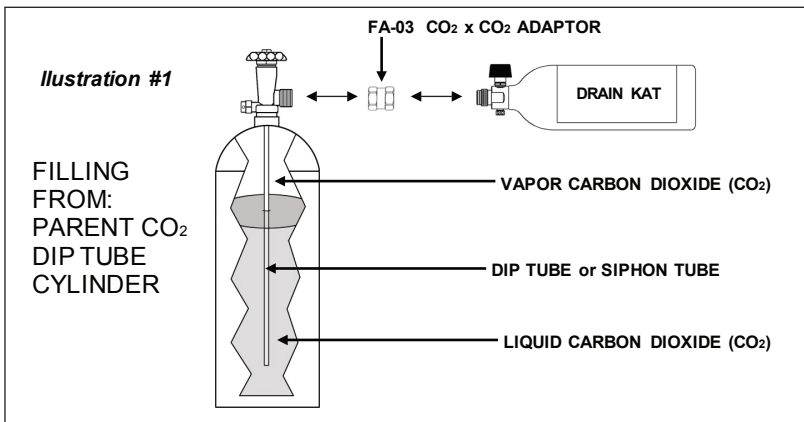 FA-03 CO₂ x CO₂ ADAPTOR
Ilustration #1
DRAIN KAT
FILLING
FROM:
PARENT CO₂
DIP TUBE
CYLINDER
VAPOR CARBON DIOXIDE (CO₂)
DIP TUBE or SIPHON TUBE
LIQUID CARBON DIOXIDE (CO₂)